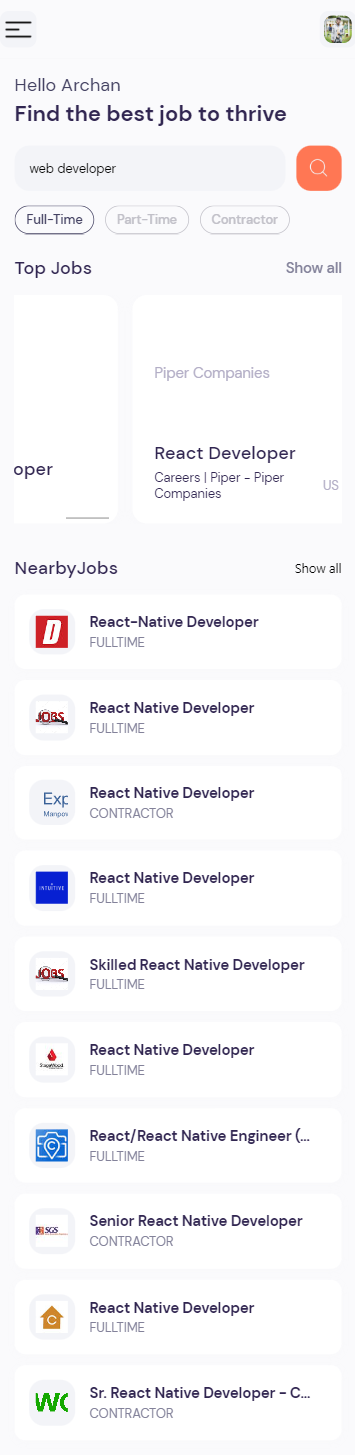 Hello Archan
Find the best job to thrive
web developer
Full-Time Part-Time Contractor
Top Jobs Show all
Piper Companies
oper
React Developer
Careers | Piper - Piper
Companies
US
NearbyJobs Show all
D
React-Native Developer
FULLTIME
JOBS
React Native Developer
FULLTIME
Exp
Manpow
React Native Developer
CONTRACTOR
INTUITIVE
React Native Developer
FULLTIME
JOBS
Skilled React Native Developer
FULLTIME
React Native Developer
FULLTIME
C
React/React Native Engineer (...
FULLTIME
SGS
Senior React Native Developer
CONTRACTOR
C
React Native Developer
FULLTIME
WC
Sr. React Native Developer - C...
CONTRACTOR